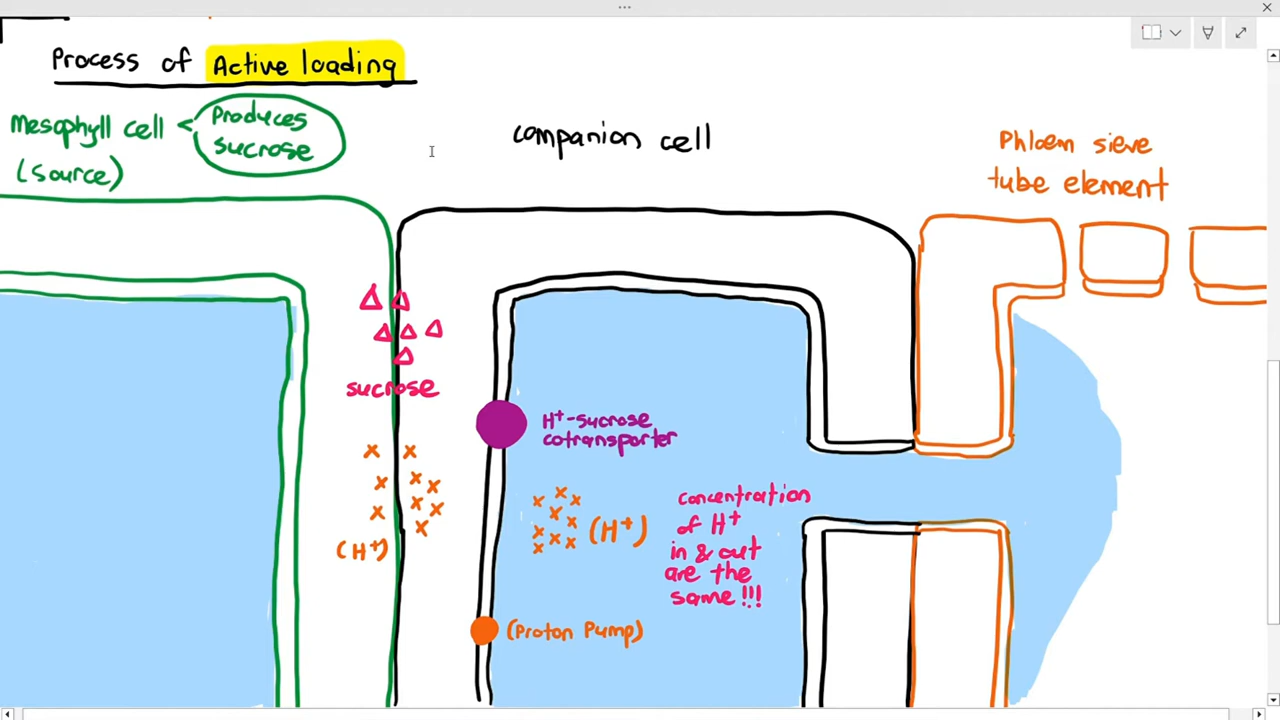 Process of Active loading
Mesophyll cell
(source)
Produces
sucrose
companion cell
Phloem sieve
tube element
sucrose
H+-sucrose
cotransporter
(H+)
(H+)
concentration
of H+
in & out
are the
same!!!
(Proton Pump)